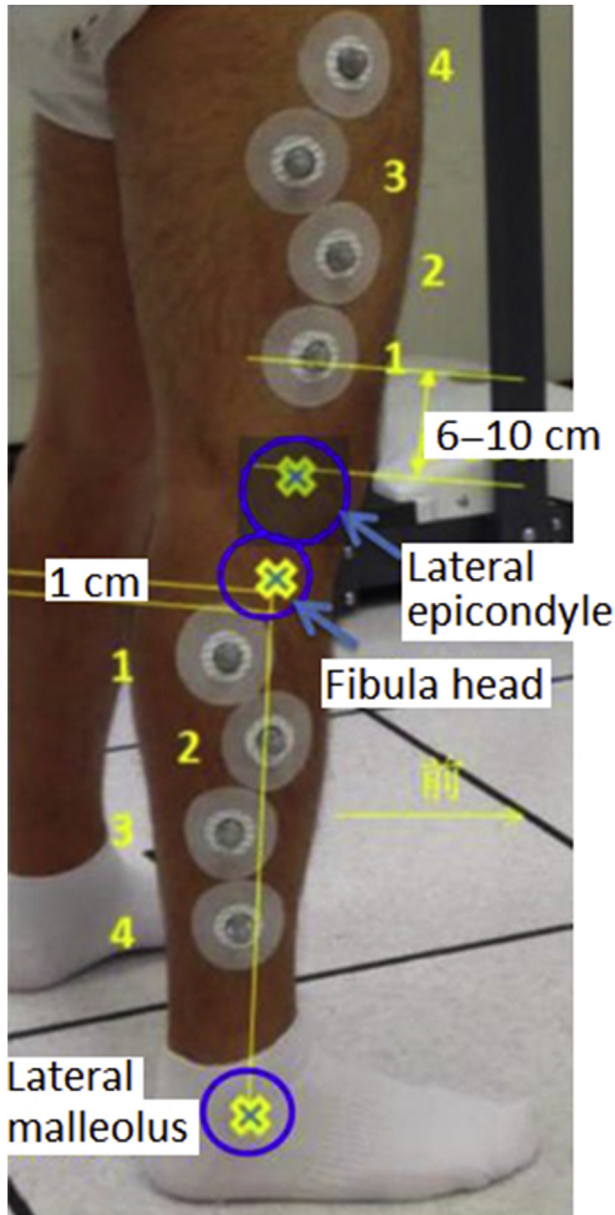 4
3
2
1
6–10 cm
Lateral
epicondyle
1 cm
Fibula head
1
2
前
3
4
Lateral
malleolus